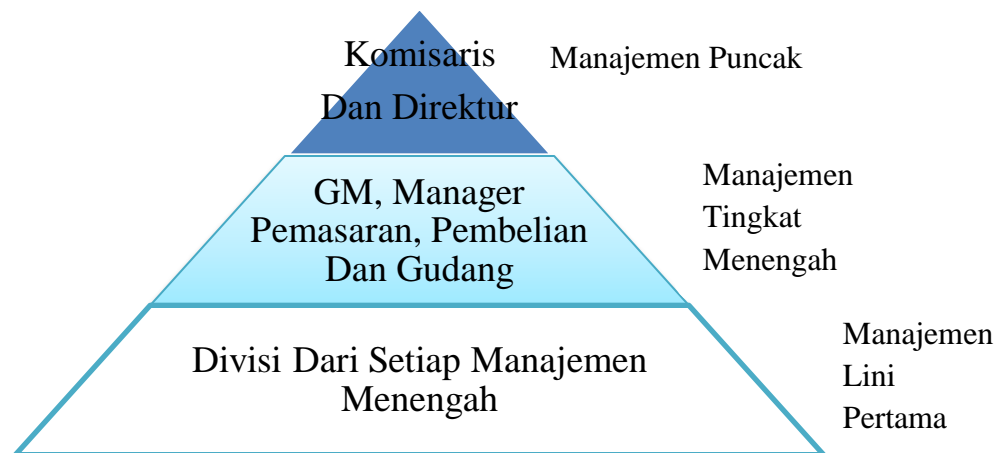 Komisaris
Dan Direktur
Manajemen Puncak
GM, Manager
Pemasaran, Pembelian
Dan Gudang
Manajemen
Tingkat
Menengah
Divisi Dari Setiap Manajemen
Menengah
Manajemen
Lini
Pertama